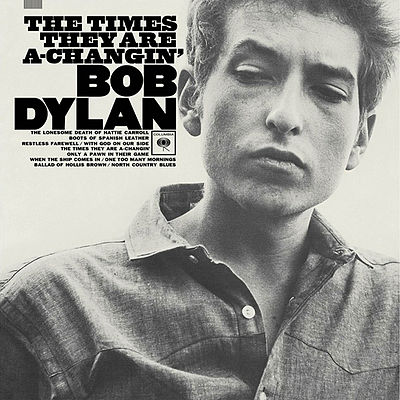 THE TIMES
THEY ARE
A-CHANGIN'
BOB
DYLAN
THE LONESOME DEATH OF HATTIE CARROLL
BOOTS OF SPANISH LEATHER
RESTLESS FAREWELL / WITH GOD ON OUR SIDE
THE TIMES THEY ARE A-CHANGIN'
ONLY A PAWN IN THEIR GAME
WHEN THE SHIP COMES IN / ONE TOO MANY MORNINGS
BALLAD OF HOLLIS BROWN / NORTH COUNTRY BLUES
COLUMBIA